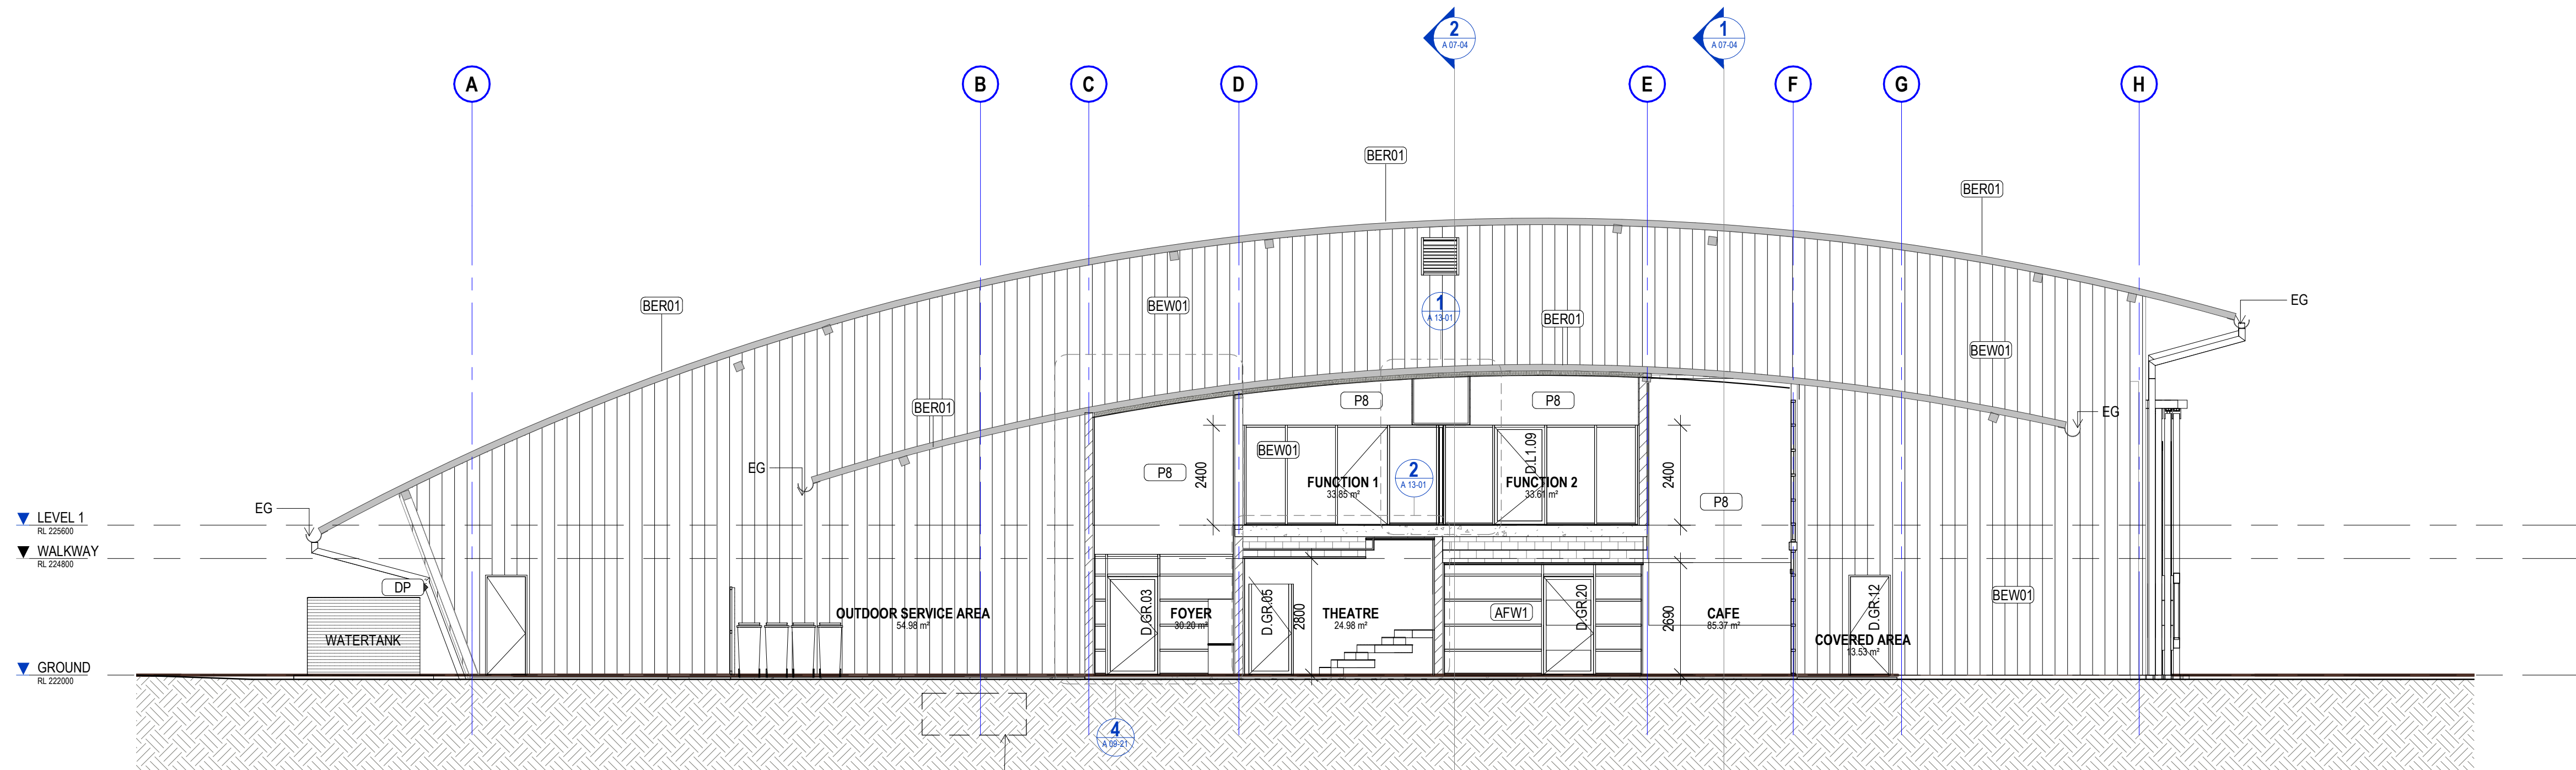 2
A 07-04
1
A 07-04
A
B
C
D
E
F
G
H
BER01
BER01
BER01
BEW01
1
A 13-01
BER01
EG
BEW01
BER01
P8
P8
EG
BEW01
2400
2400
P8
EG
2
A 13-01
D.L1.09
FUNCTION 1
33.85 m²
FUNCTION 2
33.61 m²
P8
EG
LEVEL 1
RL 225600
WALKWAY
RL 224800
DP
OUTDOOR SERVICE AREA
54.98 m²
D.GR.03
FOYER
30.20 m²
D.GR.05
2800
THEATRE
24.98 m²
AFW1
D.GR.20
2690
CAFE
85.37 m²
D.GR.12
BEW01
WATERTANK
COVERED AREA
13.53 m²
GROUND
RL 222000
4
A 09-21